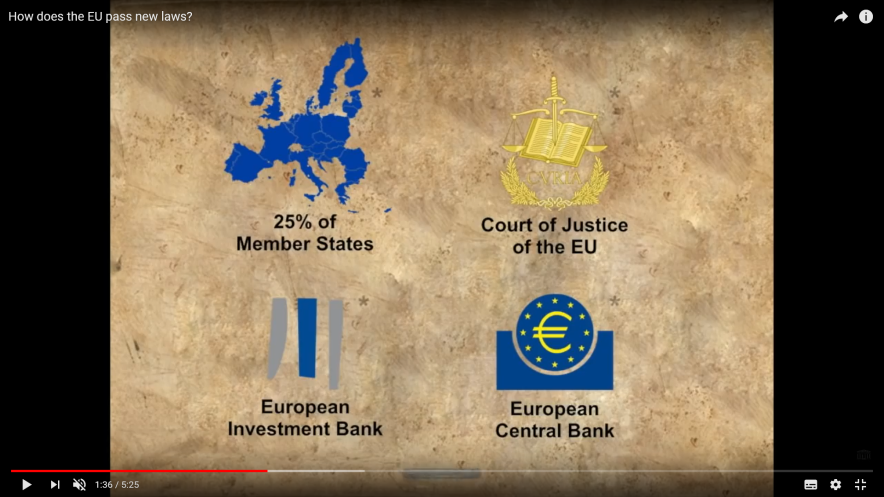 How does the EU pass new laws?
*
*
CVRIA
25% of
Member States
Court of Justice
of the EU
*
*
€
European
Investment Bank
European
Central Bank
1:36 / 5:25